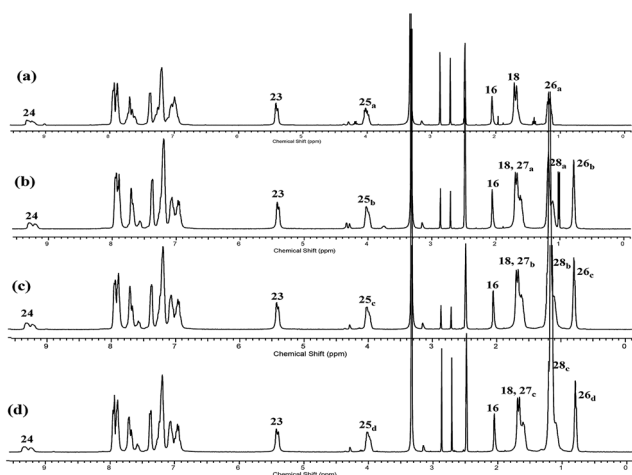 (a)
24
23
25a
16
18
26a
9 8 7 6 5 4 3 2 1 0
Chemical Shift (ppm)
(b)
24
23
25b
16
18, 27a
28a
26b
9 8 7 6 5 4 3 2 1 0
Chemical Shift (ppm)
(c)
24
23
25c
16
18, 27b
28b
26c
9 8 7 6 5 4 3 2 1 0
Chemical Shift (ppm)
(d)
24
23
25d
16
18, 27c
28c
26d
9 8 7 6 5 4 3 2 1 0
Chemical Shift (ppm)